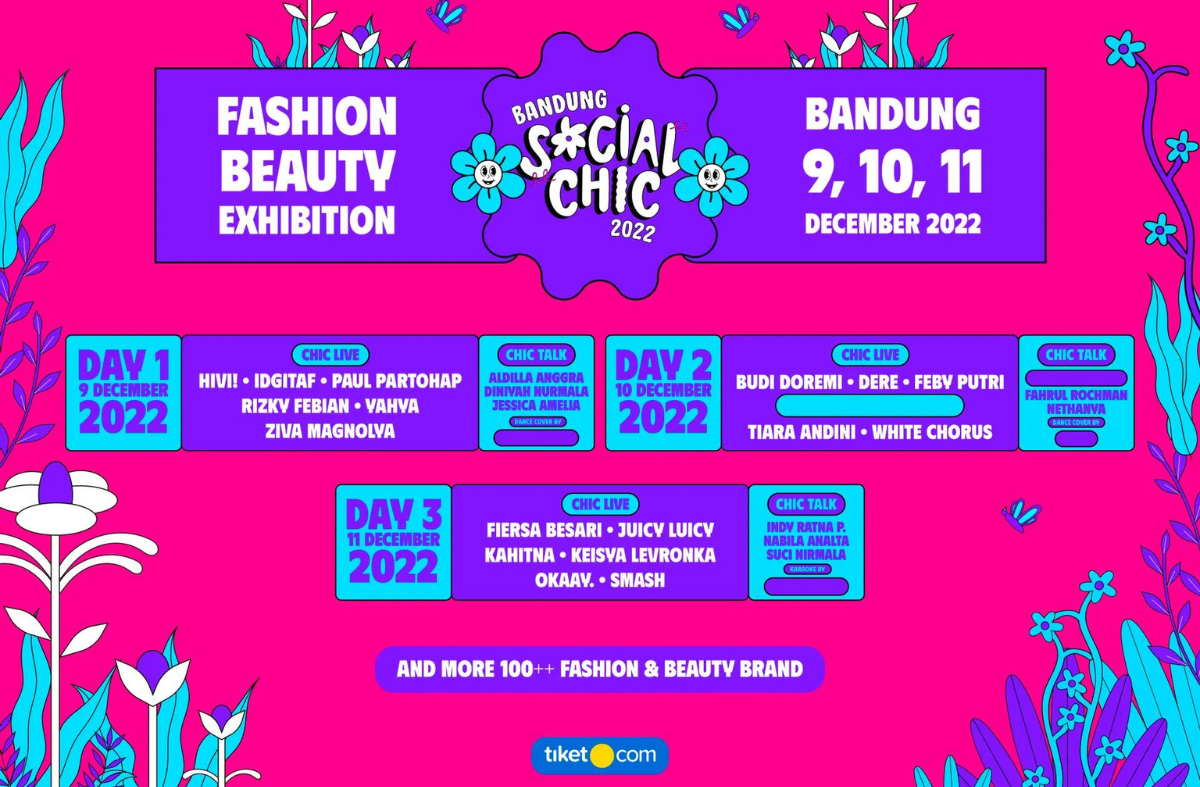 FASHION
BEAUTY
EXHIBITION
BANDUNG
SOCIAL
CHIC
2022
BANDUNG
9, 10, 11
DECEMBER 2022
DAY 1
9 DECEMBER
2022
CHIC LIVE
HIVI! • IDGITAF • PAUL PARTOHAP
RIZKY FEBIAN • YAHYA
ZIVA MAGNOLYA
CHIC TALK
ALDILLA ANGGRA
DINIYAH NURMALA
JESSICA AMELIA
DANCE COVER BY
DAY 2
10 DECEMBER
2022
CHIC LIVE
BUDI DOREMI • DERE • FEBY PUTRI
TIARA ANDINI • WHITE CHORUS
CHIC TALK
FAHRUL ROCHMAN
NETHANYA
DANCE COVER BY
DAY 3
11 DECEMBER
2022
CHIC LIVE
FIERSA BESARI • JUICY LUICY
KAHITNA • KEISYA LEVRONKA
OKAAY. • SMASH
CHIC TALK
INDY RATNA P.
NABILA ANALTA
SUCI NIRMALA
KARAOKE BY
AND MORE 100++ FASHION & BEAUTY BRAND
tiket.com